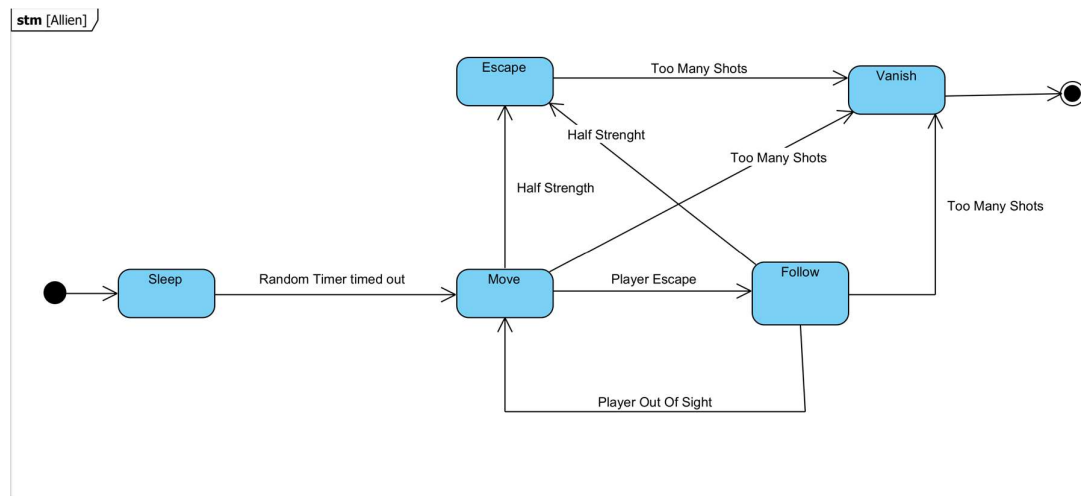 stm [Allien]
Escape
Too Many Shots
Vanish
Half Strenght
Too Many Shots
Half Strength
Too Many Shots
Sleep
Random Timer timed out
Move
Player Escape
Follow
Player Out Of Sight